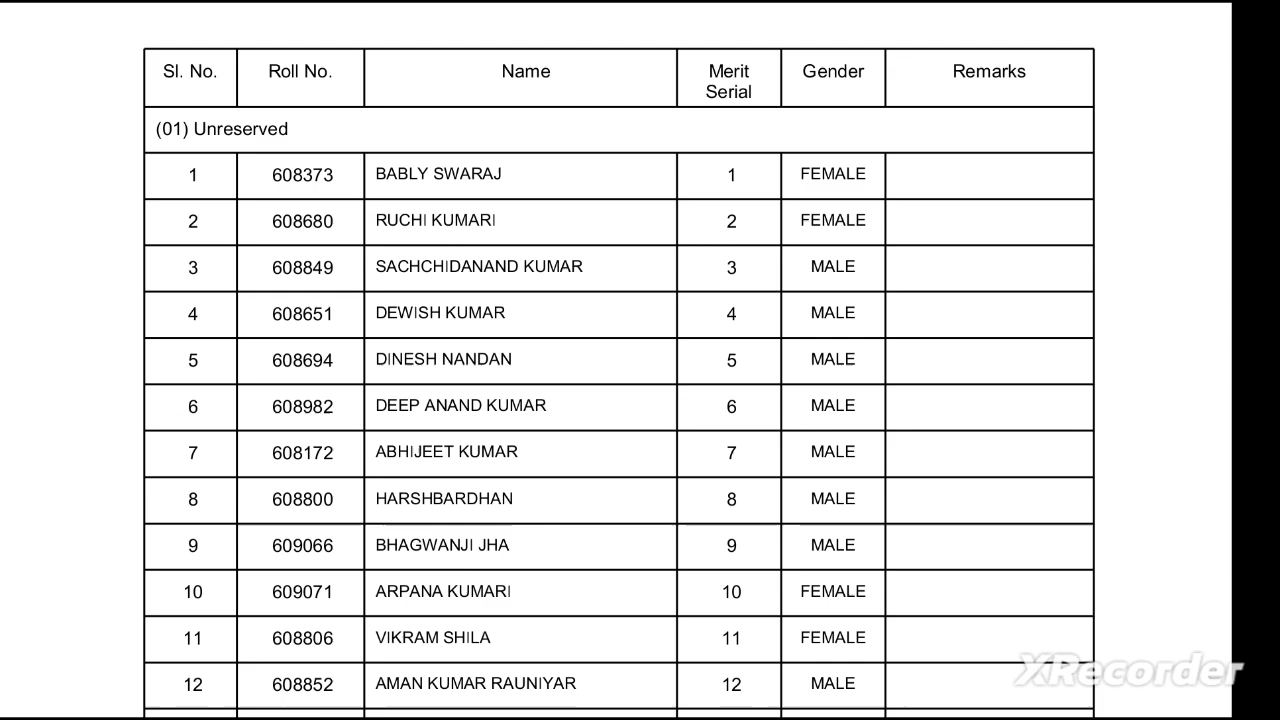 Sl. No. Roll No. Name Merit Serial Gender Remarks
(01) Unreserved
1 608373 BABLY SWARAJ 1 FEMALE
2 608680 RUCHI KUMARI 2 FEMALE
3 608849 SACHCHIDANAND KUMAR 3 MALE
4 608651 DEWISH KUMAR 4 MALE
5 608694 DINESH NANDAN 5 MALE
6 608982 DEEP ANAND KUMAR 6 MALE
7 608172 ABHIJEET KUMAR 7 MALE
8 608800 HARSHBARDHAN 8 MALE
9 609066 BHAGWANJI JHA 9 MALE
10 609071 ARPANA KUMARI 10 FEMALE
11 608806 VIKRAM SHILA 11 FEMALE
12 608852 AMAN KUMAR RAUNIYAR 12 MALE
XRecorder